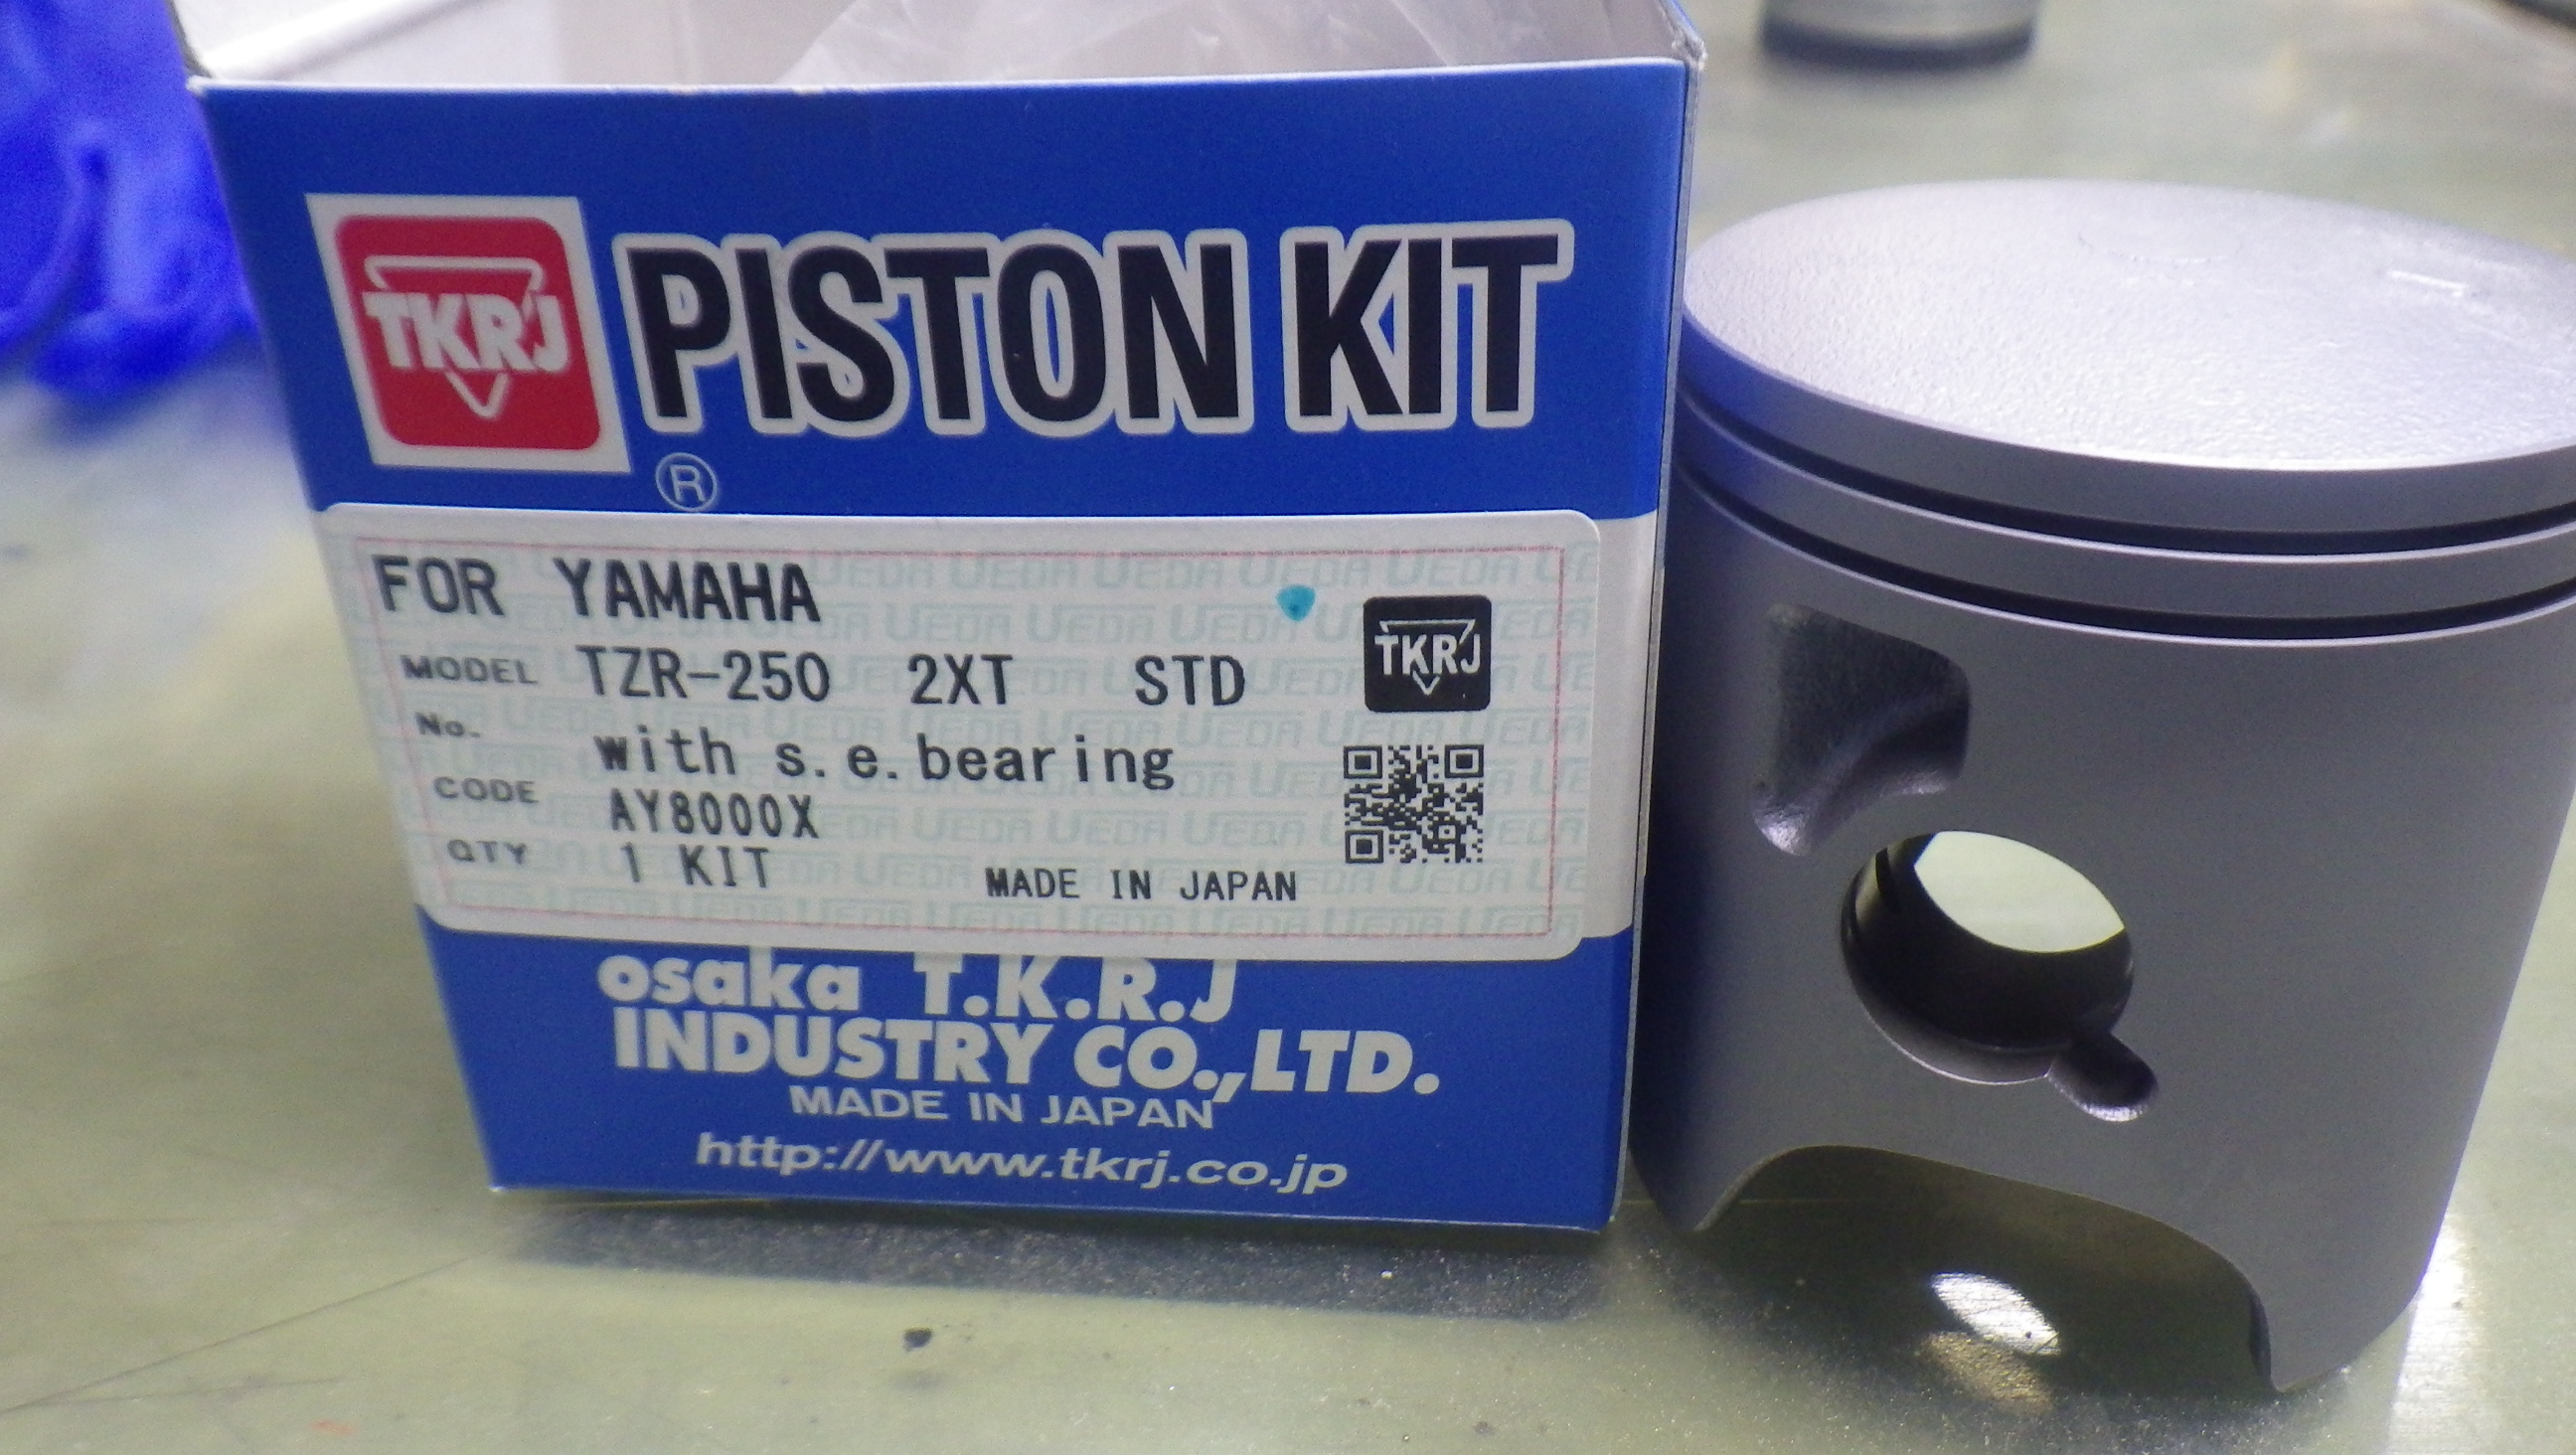 TKRJ
PISTON KIT
®
FOR YAMAHA
MODEL TZR-250 2XT STD
TKRJ
No. with s.e.bearing
CODE AY8000X
QTY 1 KIT
MADE IN JAPAN
osaka T.K.R.J
INDUSTRY CO.,LTD.
MADE IN JAPAN
http://www.tkrj.co.jp